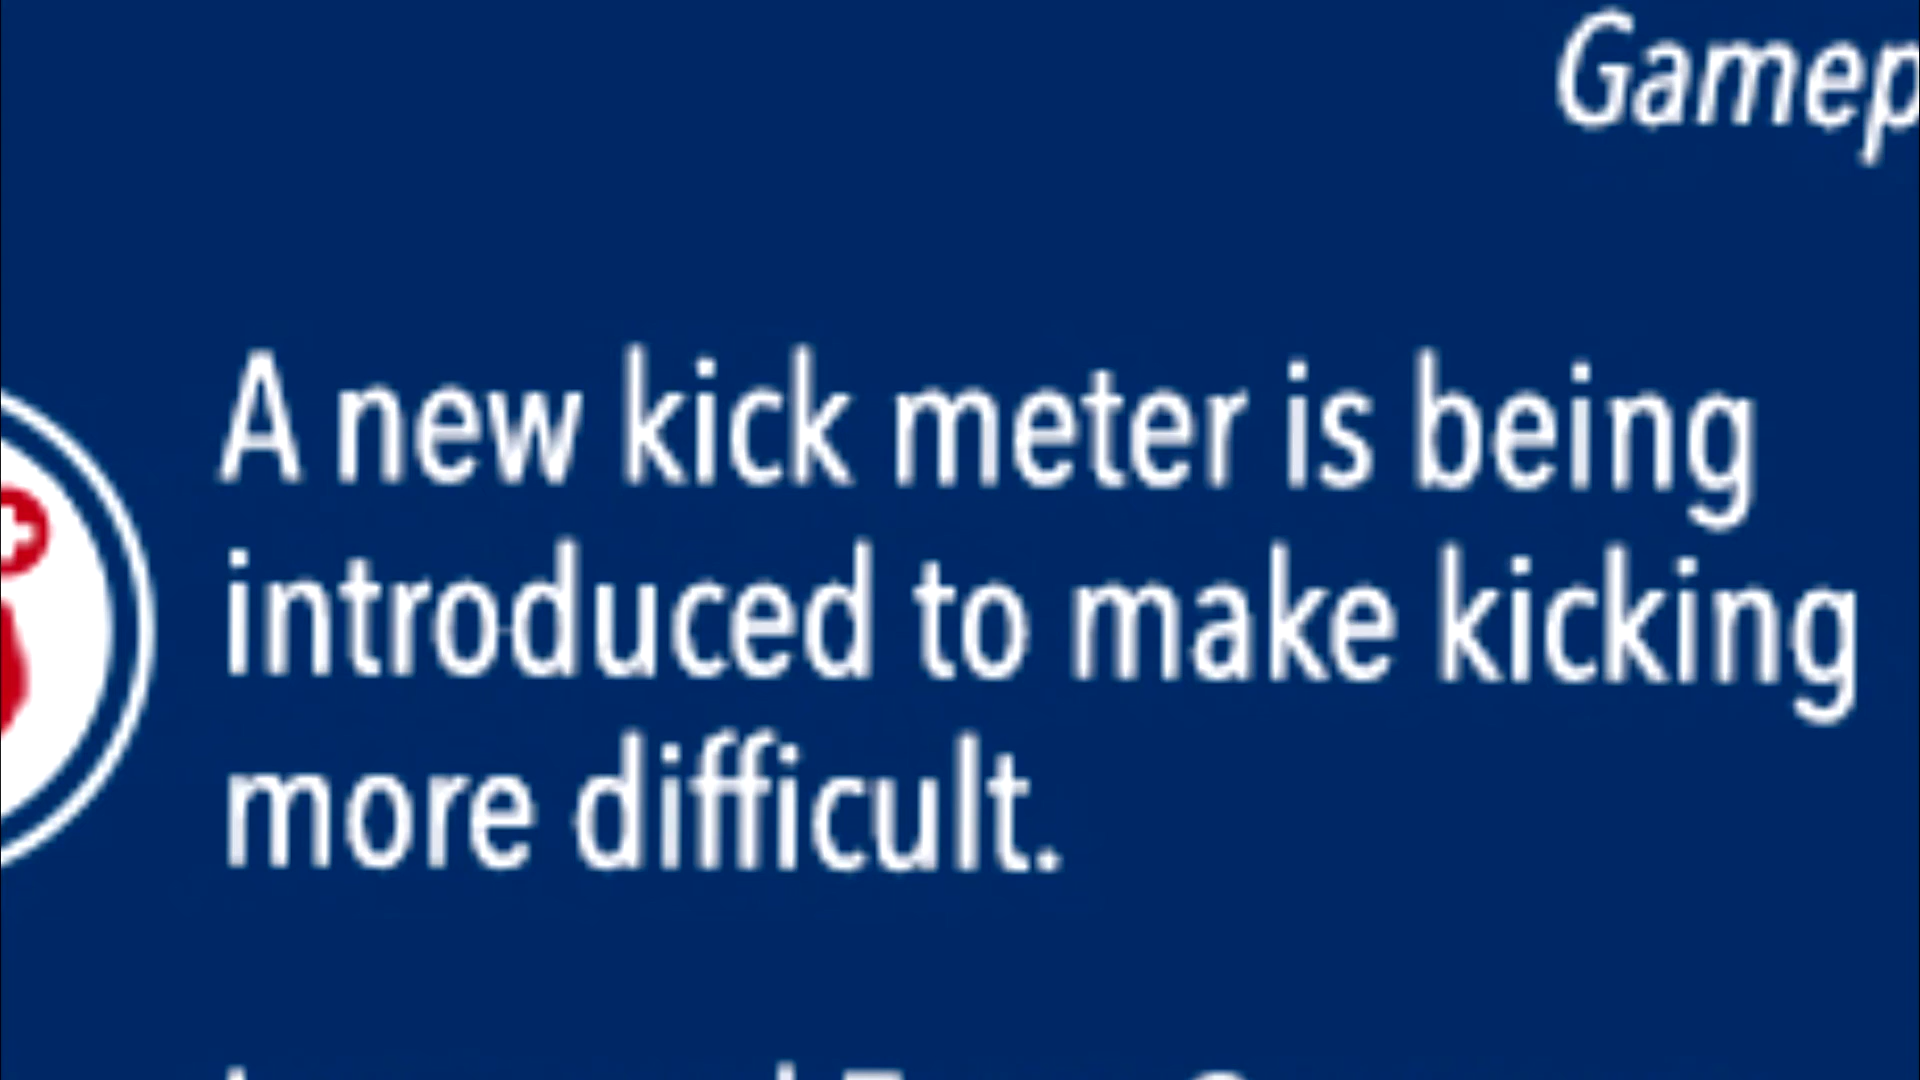 A new kick meter is being
introduced to make kicking
more difficult.